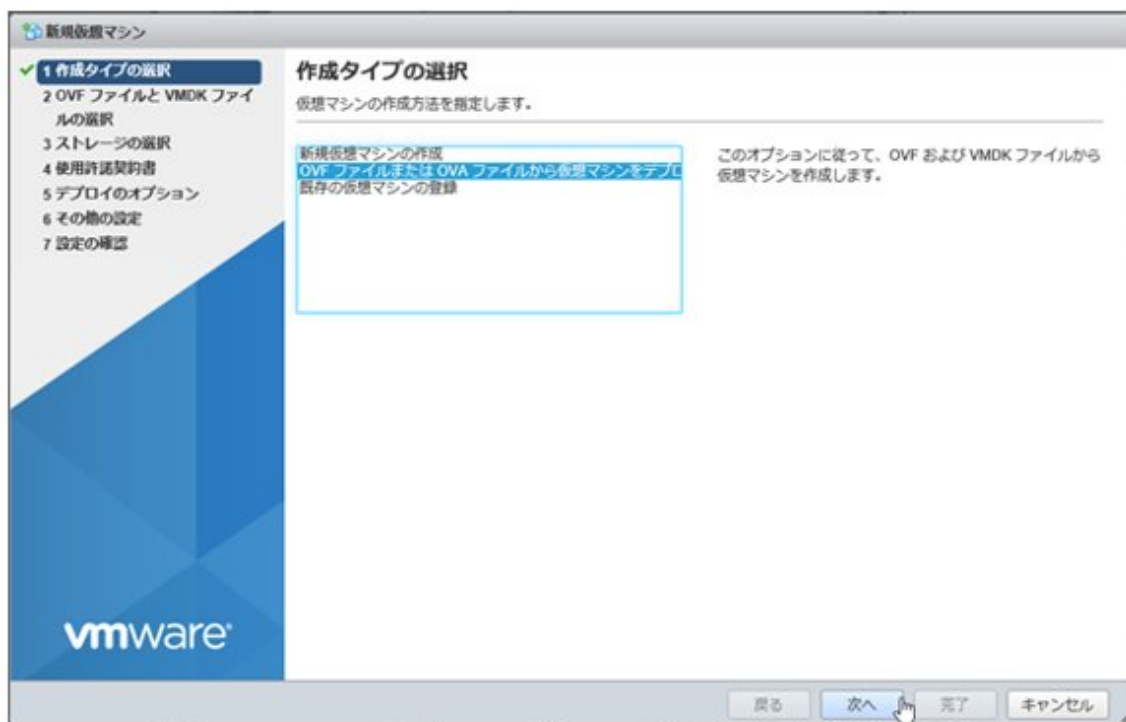 新規仮想マシン
1 作成タイプの選択
2 OVF ファイルと VMDK ファイ
ルの選択
3 ストレージの選択
4 使用許諾契約書
5 デプロイのオプション
6 その他の設定
7 設定の確認
vmware
作成タイプの選択
仮想マシンの作成方法を指定します。
新規仮想マシンの作成
OVF ファイルまたは OVA ファイルから仮想マシンをデプロ
既存の仮想マシンの登録
このオプションに従って、OVF および VMDK ファイルから
仮想マシンを作成します。
戻る
次へ
完了
キャンセル